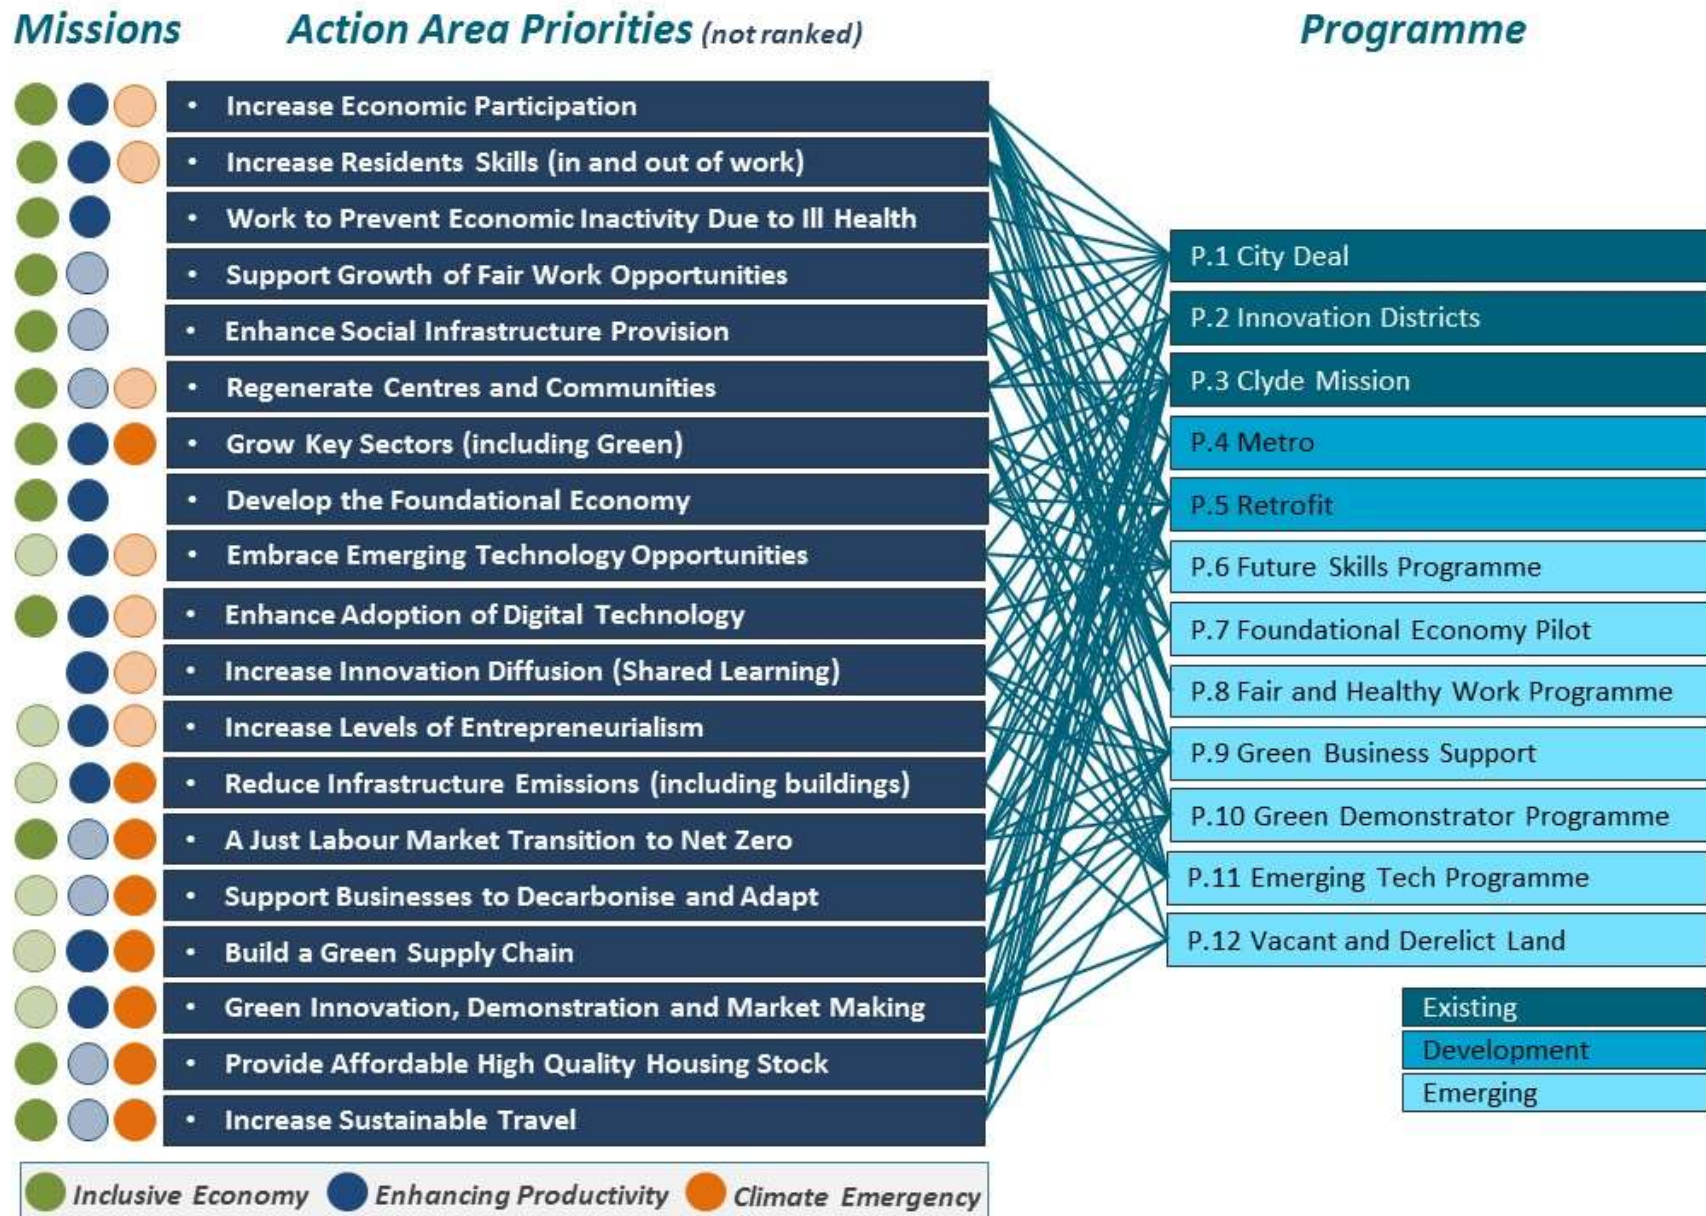 Missions
Action Area Priorities (not ranked)
Programme
• Increase Economic Participation
• Increase Residents Skills (in and out of work)
• Work to Prevent Economic Inactivity Due to Ill Health
• Support Growth of Fair Work Opportunities
• Enhance Social Infrastructure Provision
• Regenerate Centres and Communities
• Grow Key Sectors (including Green)
• Develop the Foundational Economy
• Embrace Emerging Technology Opportunities
• Enhance Adoption of Digital Technology
• Increase Innovation Diffusion (Shared Learning)
• Increase Levels of Entrepreneurialism
• Reduce Infrastructure Emissions (including buildings)
• A Just Labour Market Transition to Net Zero
• Support Businesses to Decarbonise and Adapt
• Build a Green Supply Chain
• Green Innovation, Demonstration and Market Making
• Provide Affordable High Quality Housing Stock
• Increase Sustainable Travel
P.1 City Deal
P.2 Innovation Districts
P.3 Clyde Mission
P.4 Metro
P.5 Retrofit
P.6 Future Skills Programme
P.7 Foundational Economy Pilot
P.8 Fair and Healthy Work Programme
P.9 Green Business Support
P.10 Green Demonstrator Programme
P.11 Emerging Tech Programme
P.12 Vacant and Derelict Land
Existing
Development
Emerging
Inclusive Economy
Enhancing Productivity
Climate Emergency